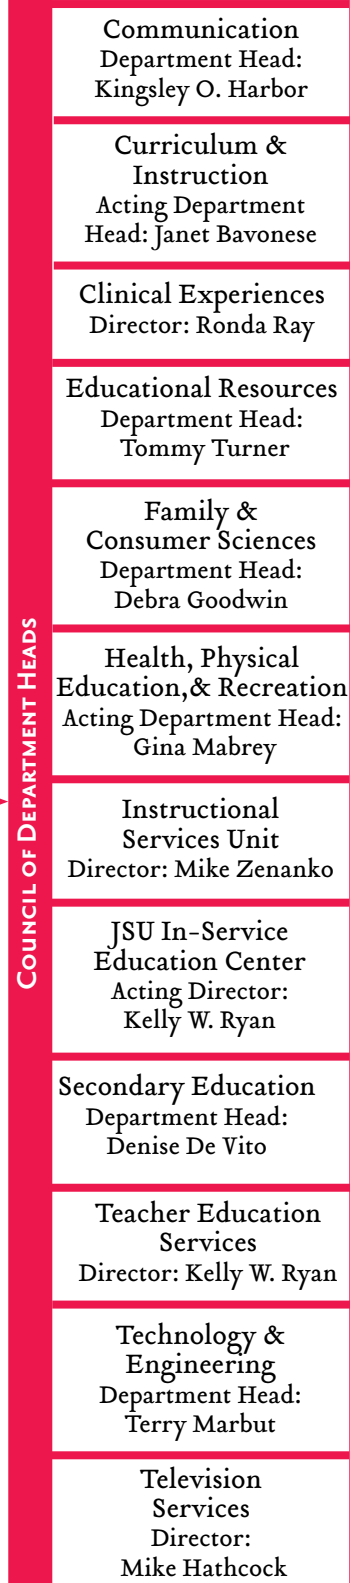 COUNCIL OF DEPARTMENT HEADS
Communication
Department Head:
Kingsley O. Harbor
Curriculum &
Instruction
Acting Department
Head: Janet Bavonese
Clinical Experiences
Director: Ronda Ray
Educational Resources
Department Head:
Tommy Turner
Family &
Consumer Sciences
Department Head:
Debra Goodwin
Health, Physical
Education,& Recreation
Acting Department Head:
Gina Mabrey
Instructional
Services Unit
Director: Mike Zenanko
JSU In-Service
Education Center
Acting Director:
Kelly W. Ryan
Secondary Education
Department Head:
Denise De Vito
Teacher Education
Services
Director: Kelly W. Ryan
Technology &
Engineering
Department Head:
Terry Marbut
Television
Services
Director:
Mike Hathcock